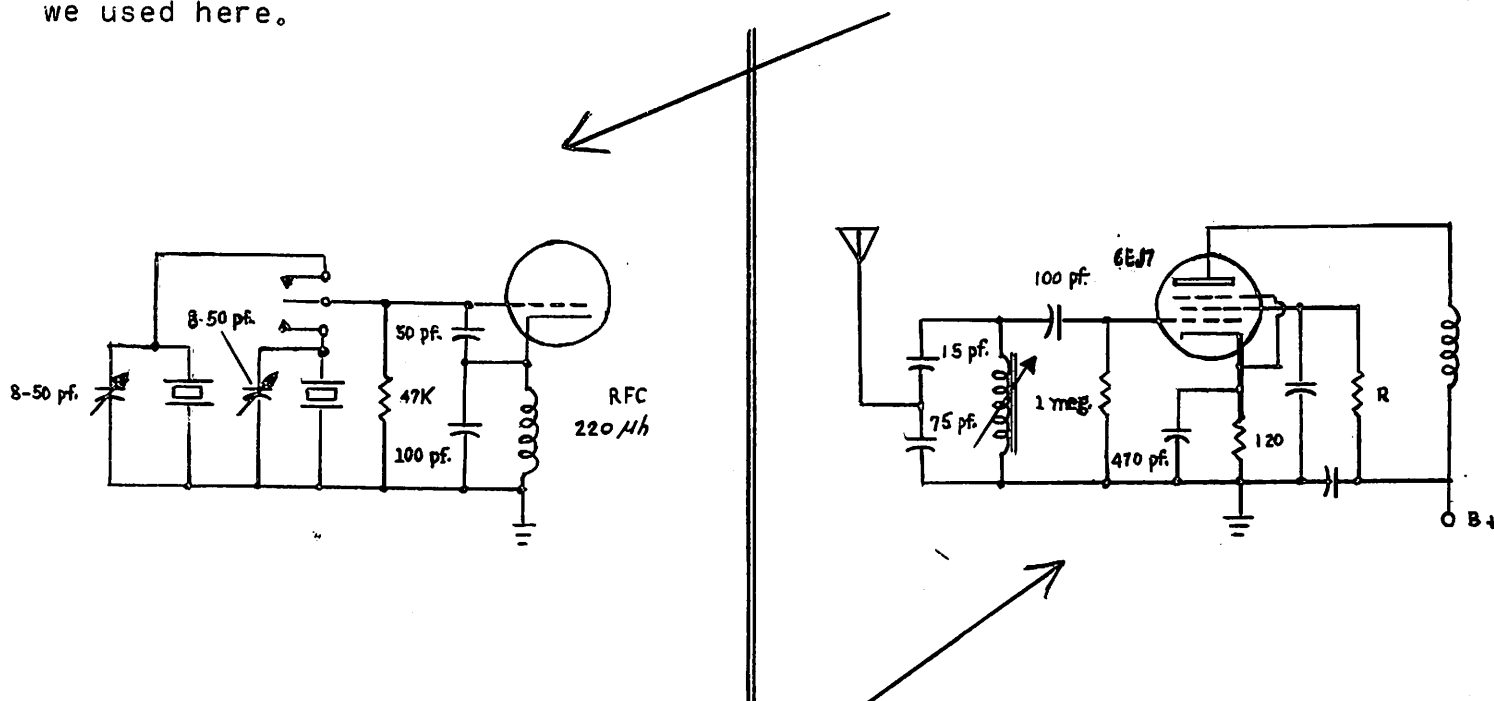 we used here.
8-50 pf.
8-50 pf.
50 pf.
47K
100 pf.
RFC
220 μh
6EJ7
100 pf.
15 pf.
75 pf.
1 meg.
470 pf.
120
R
B+